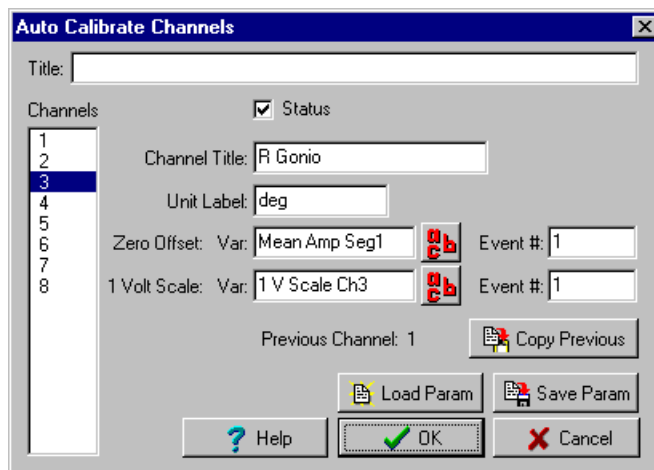 Auto Calibrate Channels
Title:
Channels
Status
1
2
3
4
5
6
7
8
Channel Title: R Gonio
Unit Label: deg
Zero Offset: Var: Mean Amp Seg1 acb Event #: 1
1 Volt Scale: Var: 1 V Scale Ch3 acb Event #: 1
Previous Channel: 1 Copy Previous
Load Param Save Param
? Help OK Cancel